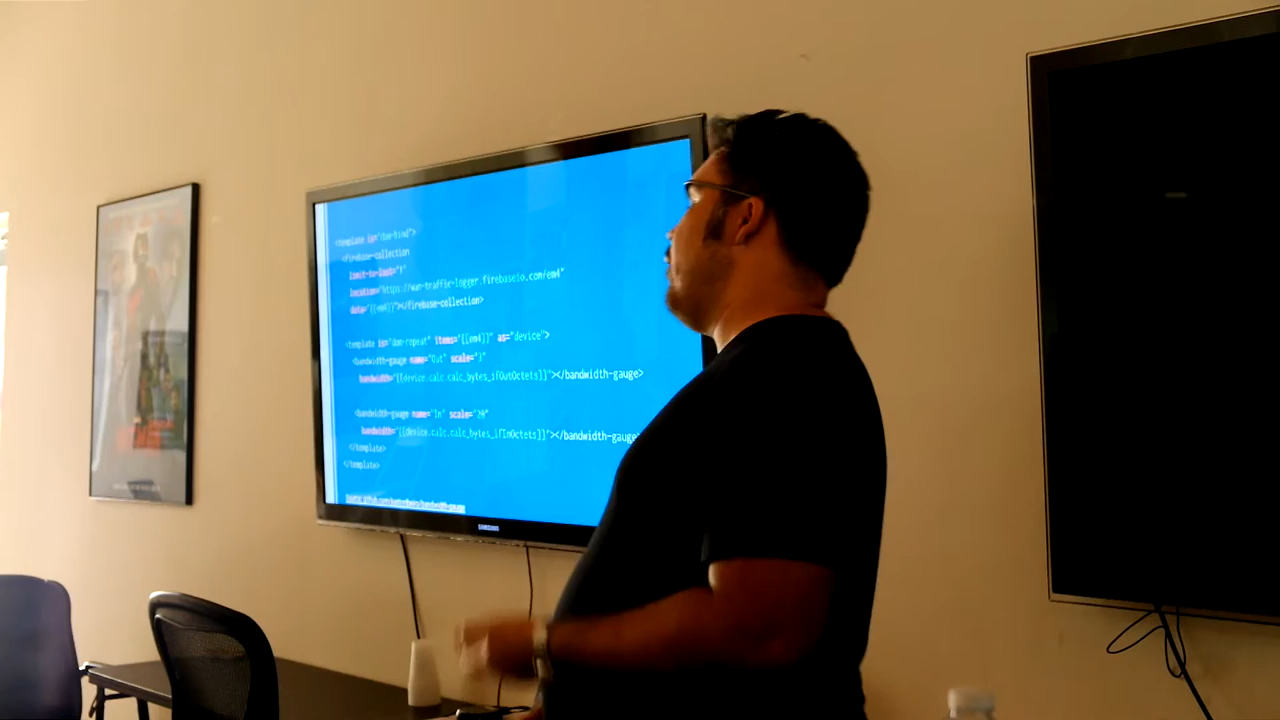 <template is="dom-bind">
<firebase-collection
limit-to-last="1"
location="https://wan-traffic-logger.firebaseio.com/em4"
data="{{em4}}"></firebase-collection>
<template is="dom-repeat" items="[[em4]]" as="device">
<bandwidth-gauge name="Out" scale="3"
bandwidth="[[device.calc.calc_bytes_ifOutOctets]]"></bandwidth-gauge>
<bandwidth-gauge name="In" scale="20"
bandwidth="[[device.calc.calc_bytes_ifInOctets]]"></bandwidth-gauge
</template>
</template>
SAMSUNG